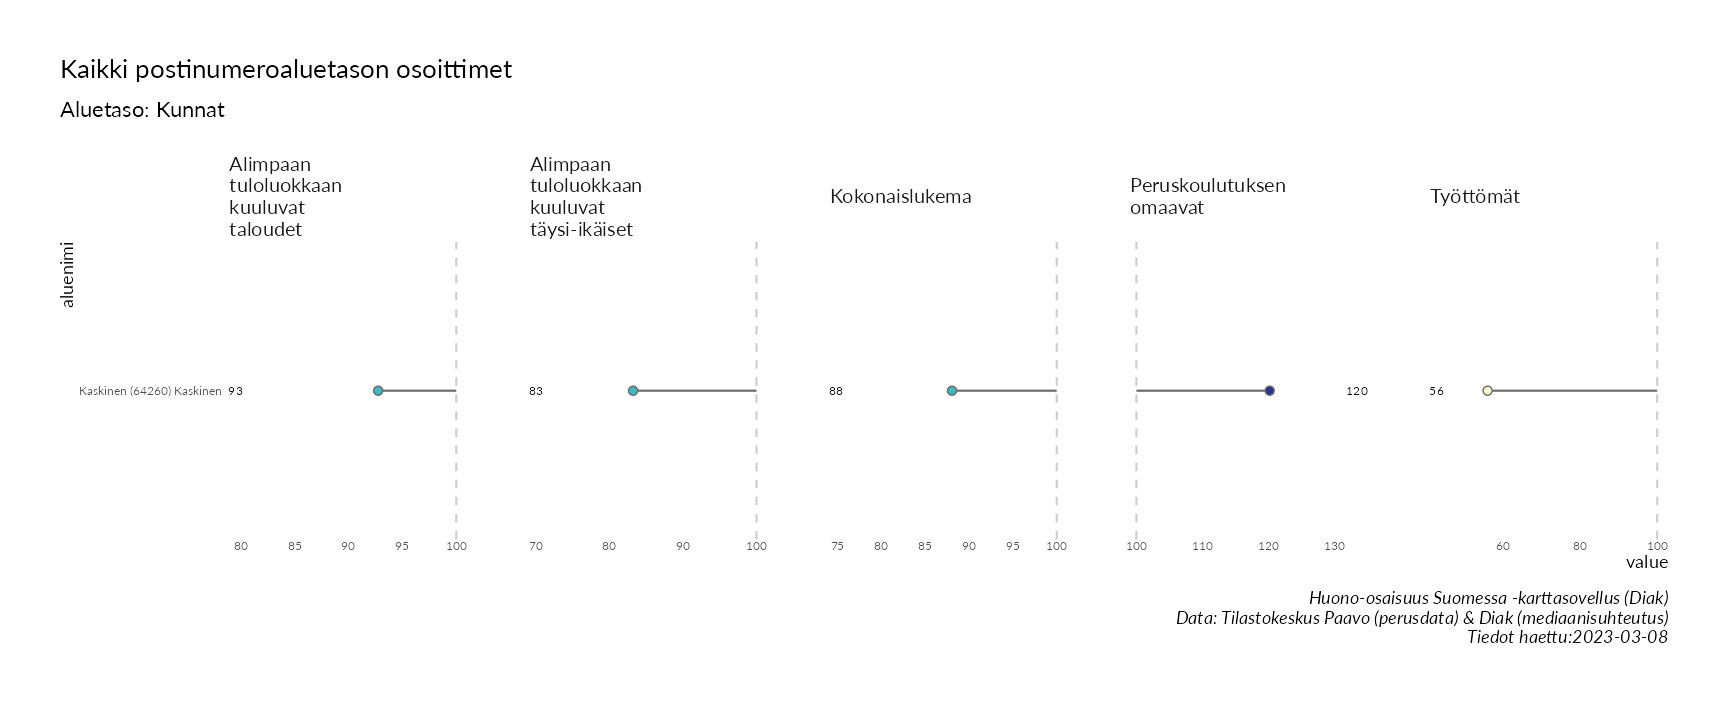 Kaikki postinumeroaluetason osoittimet
Aluetaso: Kunnat
Alimpaan
tuloluokkaan
kuuluvat
taloudet
Alimpaan
tuloluokkaan
kuuluvat
täysi-ikäiset
Kokonaislukema
Peruskoulutuksen
omaavat
Työttömät
aluenimi
Kaskinen (64260) Kaskinen 93 83 88 120 56
80 85 90 95 100 70 80 90 100 75 80 85 90 95 100 100 110 120 130 60 80 100
value
Huono-osaisuus Suomessa -karttasovellus (Diak)
Data: Tilastokeskus Paavo (perusdata) & Diak (mediaanisuhteutus)
Tiedot haettu:2023-03-08